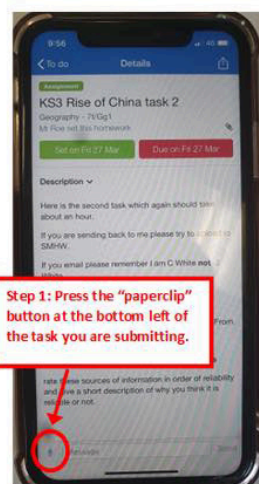 9:56
4G
To do
Details
Assignment
KS3 Rise of China task 2
Geography - 7t/Gg1
set this homework
Set on Fri 27 Mar
Due on Fri 27 Mar
Description
Here is the second task which again should take
about an hour.
If you are sending back to me please try to
SMHW.
If you email please remember I am C White not
White
Step 1: Press the “paperclip”
button at the bottom left of
the task you are submitting.
From
rate these sources of information in order of reliability
and give a short description of why you think it is
reliable or not.
Message
Send